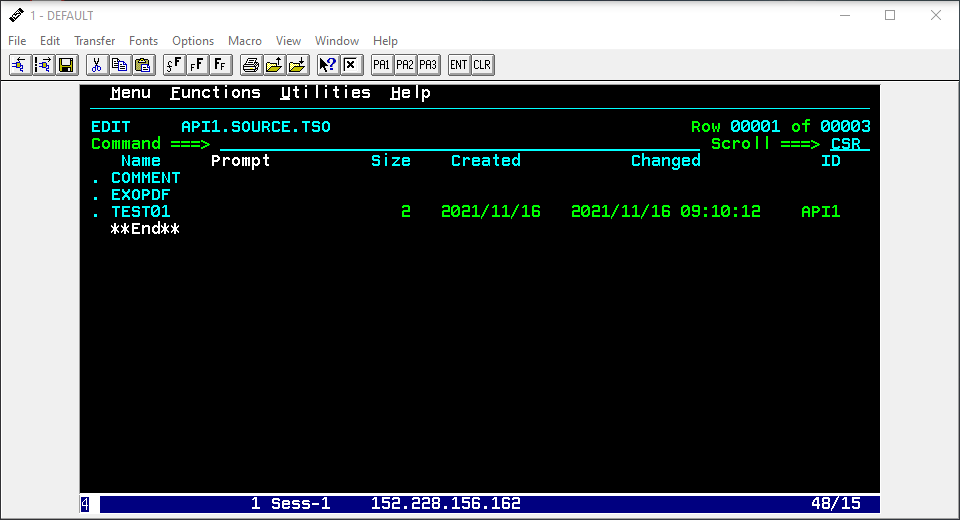 1 - DEFAULT
File Edit Transfer Fonts Options Macro View Window Help
PA1 PA2 PA3 ENT CLR
Menu Functions Utilities Help
EDIT API1.SOURCE.TSO Row 00001 of 00003
Command ===> Scroll ===> CSR
Name Prompt Size Created Changed ID
. COMMENT
. EXOPDF
. TEST01 2 2021/11/16 2021/11/16 09:10:12 API1
**End**
4 1 Sess-1 152.228.156.162 48/15